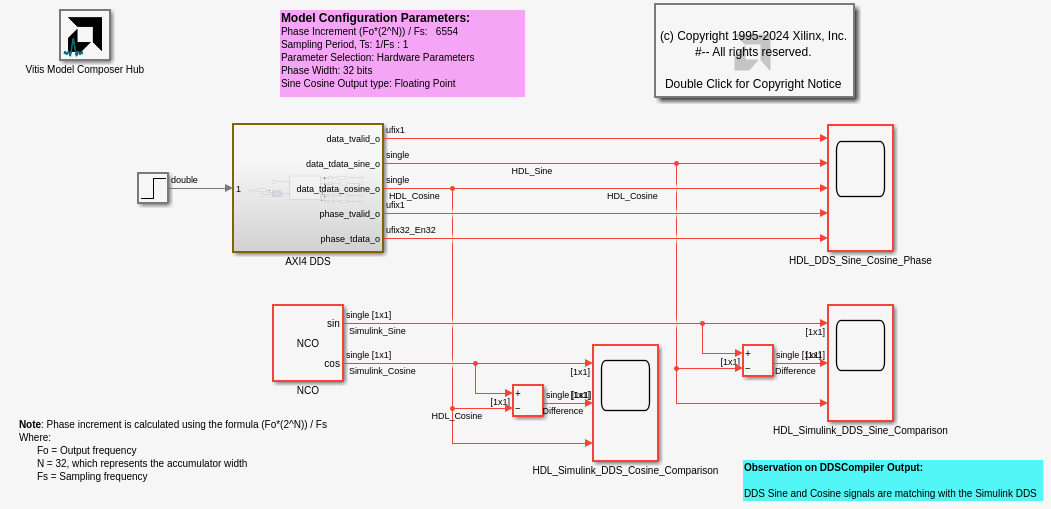 Vitis Model Composer Hub
Model Configuration Parameters:
Phase Increment (Fo*(2^N)) / Fs:   6554
Sampling Period, Ts: 1/Fs : 1
Parameter Selection: Hardware Parameters
Phase Width: 32 bits
Sine Cosine Output type: Floating Point
(c) Copyright 1995-2024 Xilinx, Inc.
#-- All rights reserved.
Double Click for Copyright Notice
double
1
data_tvalid_o
data_tdata_sine_o
data_tdata_cosine_o
phase_tvalid_o
phase_tdata_o
AXI4 DDS
ufix1
single
HDL_Sine
single
HDL_Cosine
HDL_Cosine
ufix1
ufix32_En32
HDL_DDS_Sine_Cosine_Phase
sin
NCO
cos
NCO
single [1x1]
Simulink_Sine
single [1x1]
Simulink_Cosine
[1x1]
+
−
[1x1]
single [1x1]
[1x1]
Difference
HDL_Simulink_DDS_Sine_Comparison
[1x1]
+
−
[1x1]
HDL_Cosine
single [1x1]
[1x1]
Difference
HDL_Simulink_DDS_Cosine_Comparison
Note: Phase increment is calculated using the formula (Fo*(2^N)) / Fs
Where:
Fo = Output frequency
N = 32, which represents the accumulator width
Fs = Sampling frequency
Observation on DDSCompiler Output:
DDS Sine and Cosine signals are matching with the Simulink DDS